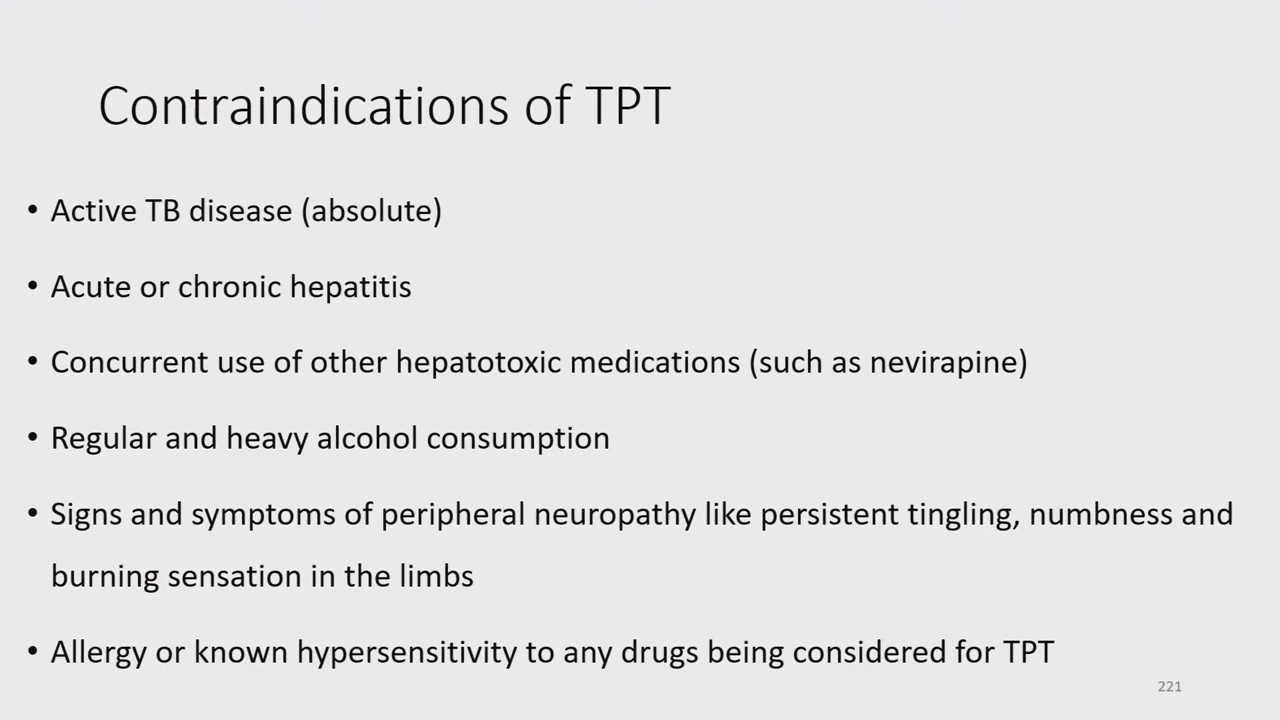 Contraindications of TPT
• Active TB disease (absolute)
• Acute or chronic hepatitis
• Concurrent use of other hepatotoxic medications (such as nevirapine)
• Regular and heavy alcohol consumption
• Signs and symptoms of peripheral neuropathy like persistent tingling, numbness and
burning sensation in the limbs
• Allergy or known hypersensitivity to any drugs being considered for TPT
221